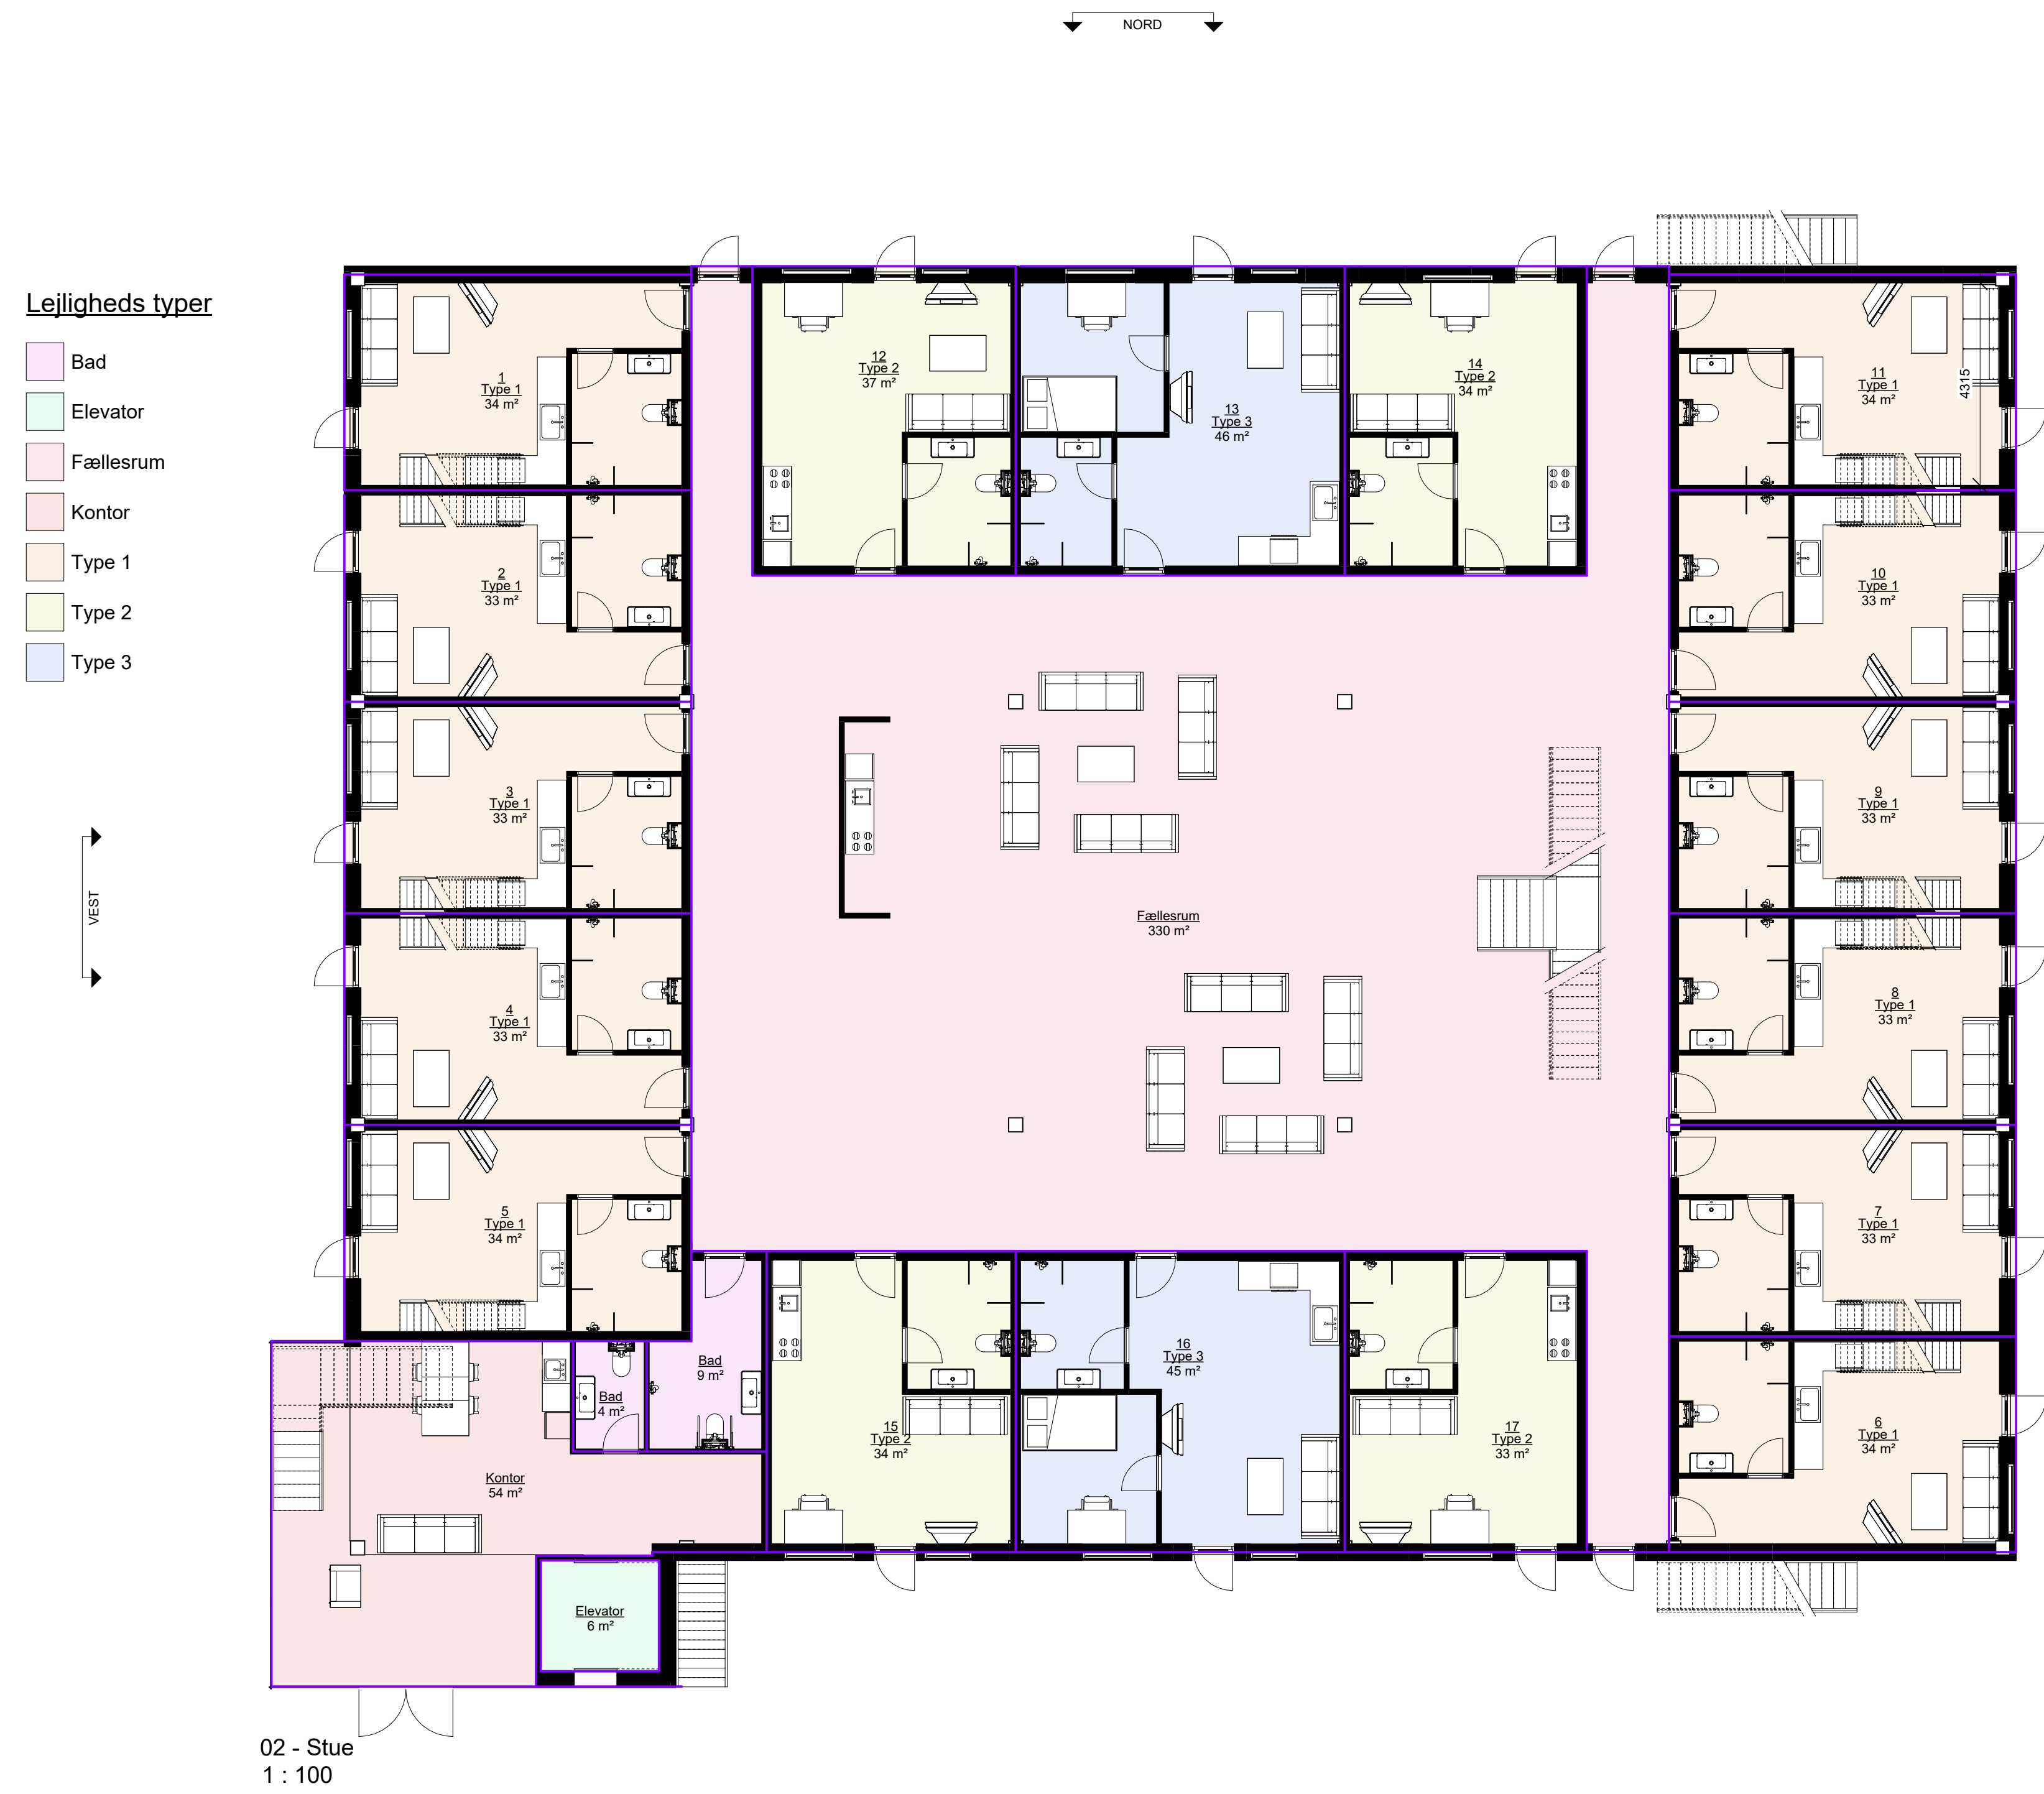 NORD
Lejligheds typer
Bad
Elevator
Fællesrum
Kontor
Type 1
Type 2
Type 3
VEST
1
Type 1
34 m²
2
Type 1
33 m²
3
Type 1
33 m²
4
Type 1
33 m²
5
Type 1
34 m²
12
Type 2
37 m²
13
Type 3
46 m²
14
Type 2
34 m²
11
Type 1
34 m²
4315
10
Type 1
33 m²
9
Type 1
33 m²
8
Type 1
33 m²
7
Type 1
33 m²
6
Type 1
34 m²
Fællesrum
330 m²
Bad
9 m²
Bad
4 m²
Kontor
54 m²
Elevator
6 m²
15
Type 2
34 m²
16
Type 3
45 m²
17
Type 2
33 m²
02 - Stue
1 : 100